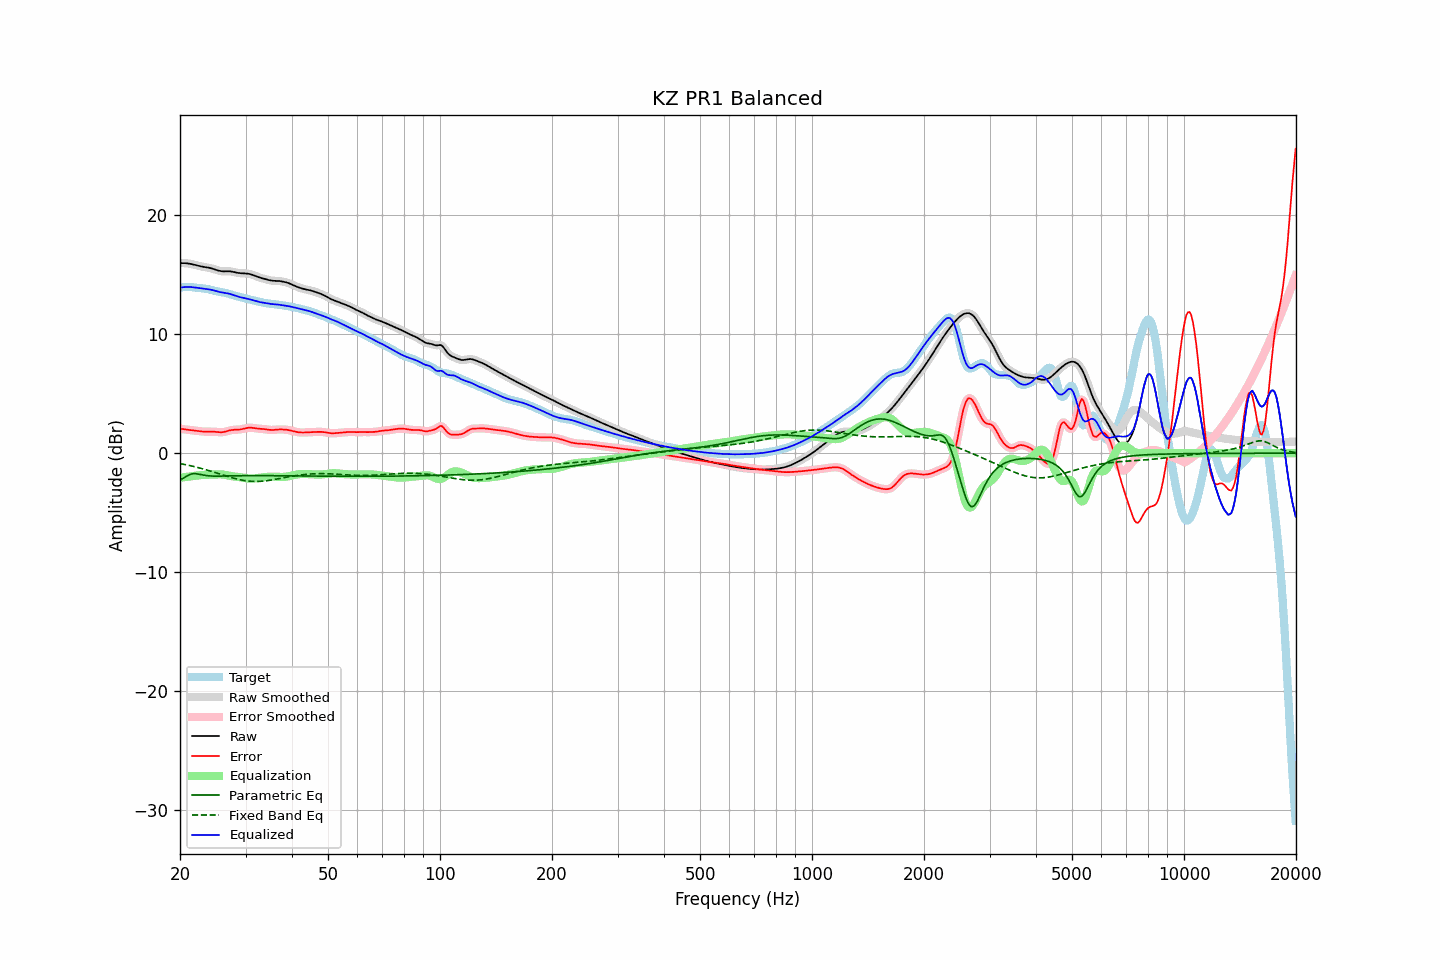 KZ PR1 Balanced
Amplitude (dBr)
20
10
0
−10
−20
−30
Target
Raw Smoothed
Error Smoothed
Raw
Error
Equalization
Parametric Eq
Fixed Band Eq
Equalized
20 50 100 200 500 1000 2000 5000 10000 20000
Frequency (Hz)